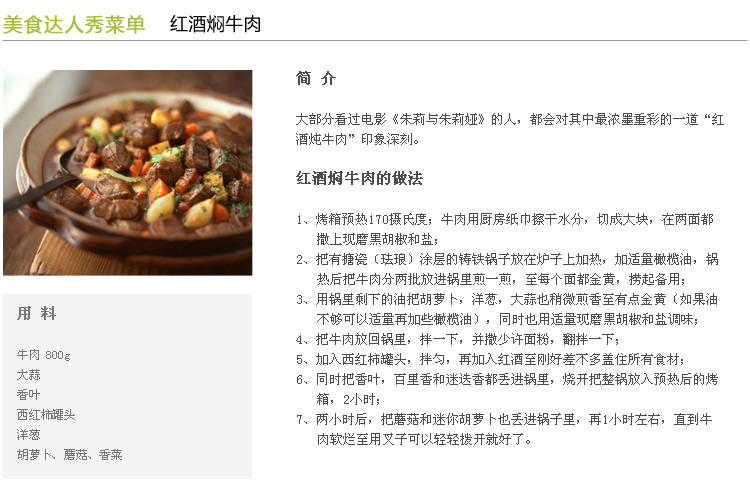 美食达人秀菜单 红酒焖牛肉
简 介
大部分看过电影《朱莉与朱莉娅》的人，都会对其中最浓墨重彩的一道“红
酒炖牛肉”印象深刻。
红酒焖牛肉的做法
1、烤箱预热170摄氏度；牛肉用厨房纸巾擦干水分，切成大块，在两面都
撒上现磨黑胡椒和盐；
2、把有搪瓷（珐琅）涂层的铸铁锅子放在炉子上加热，加适量橄榄油，锅
热后把牛肉分两批放进锅里煎一煎，至每个面都金黄，捞起备用；
3、用锅里剩下的油把胡萝卜，洋葱，大蒜也稍微煎香至有点金黄（如果油
不够可以适量再加些橄榄油），同时也用适量现磨黑胡椒和盐调味；
4、把牛肉放回锅里，拌一下，并撒少许面粉，翻拌一下；
5、加入西红柿罐头，拌匀，再加入红酒至刚好差不多盖住所有食材；
6、同时把香叶，百里香和迷迭香都丢进锅里，烧开把整锅放入预热后的烤
箱，2小时；
7、两小时后，把蘑菇和迷你胡萝卜也丢进锅子里，再1小时左右，直到牛
肉软烂至用叉子可以轻轻拨开就好了。
用 料
牛肉 800g
大蒜
香叶
西红柿罐头
洋葱
胡萝卜、蘑菇、香菜